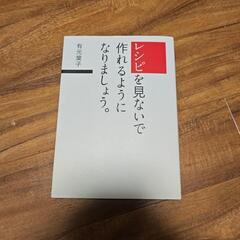 レシピを見ないで
作れるように
なりましょう。
有元葉子